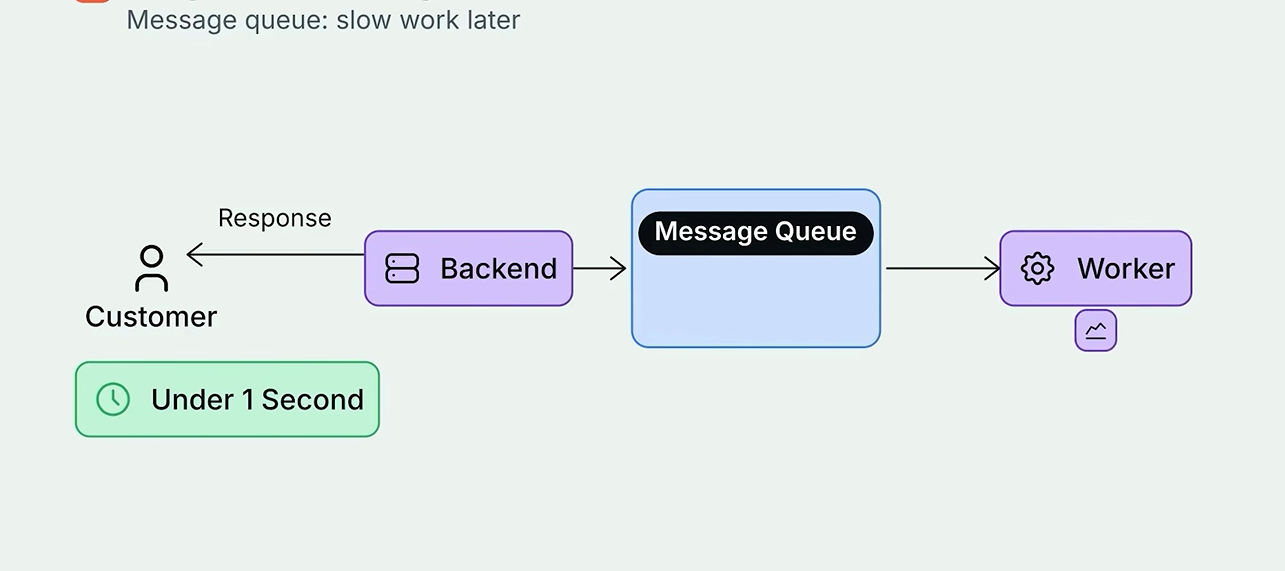 Message queue: slow work later
Response
Message Queue
Backend
Worker
Customer
Under 1 Second